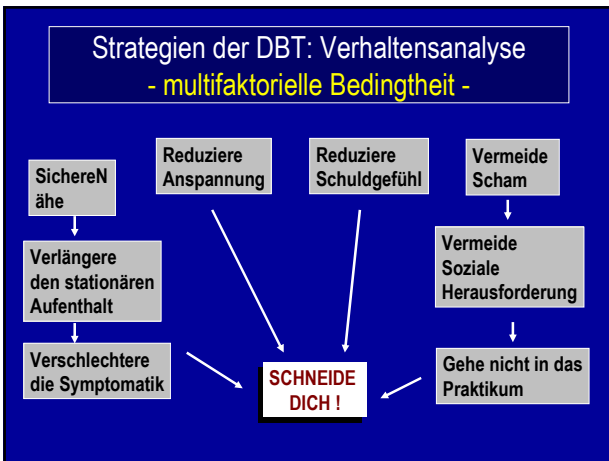 Strategien der DBT: Verhaltensanalyse
- multifaktorielle Bedingtheit -
SichereN
ähe
Reduziere
Anspannung
Reduziere
Schuldgefühl
Vermeide
Scham
Verlängere
den stationären
Aufenthalt
Vermeide
Soziale
Herausforderung
Verschlechtere
die Symptomatik
SCHNEIDE
DICH !
Gehe nicht in das
Praktikum